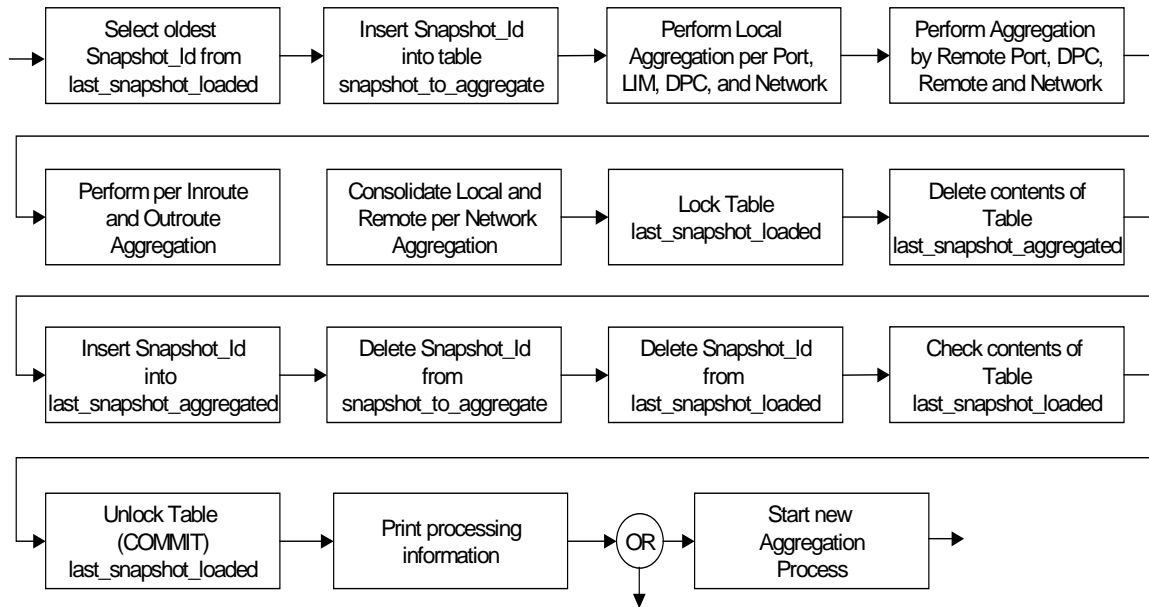 Select oldest
Snapshot_Id from
last_snapshot_loaded
Insert Snapshot_Id
into table
snapshot_to_aggregate
Perform Local
Aggregation per Port,
LIM, DPC, and Network
Perform Aggregation
by Remote Port, DPC,
Remote and Network
Perform per Inroute
and Outroute
Aggregation
Consolidate Local and
Remote per Network
Aggregation
Lock Table
last_snapshot_loaded
Delete contents of
Table
last_snapshot_aggregated
Insert Snapshot_Id
into
last_snapshot_aggregated
Delete Snapshot_Id
from
snapshot_to_aggregate
Delete Snapshot_Id
from
last_snapshot_loaded
Check contents of
Table
last_snapshot_loaded
Unlock Table
(COMMIT)
last_snapshot_loaded
Print processing
information
OR
Start new
Aggregation
Process